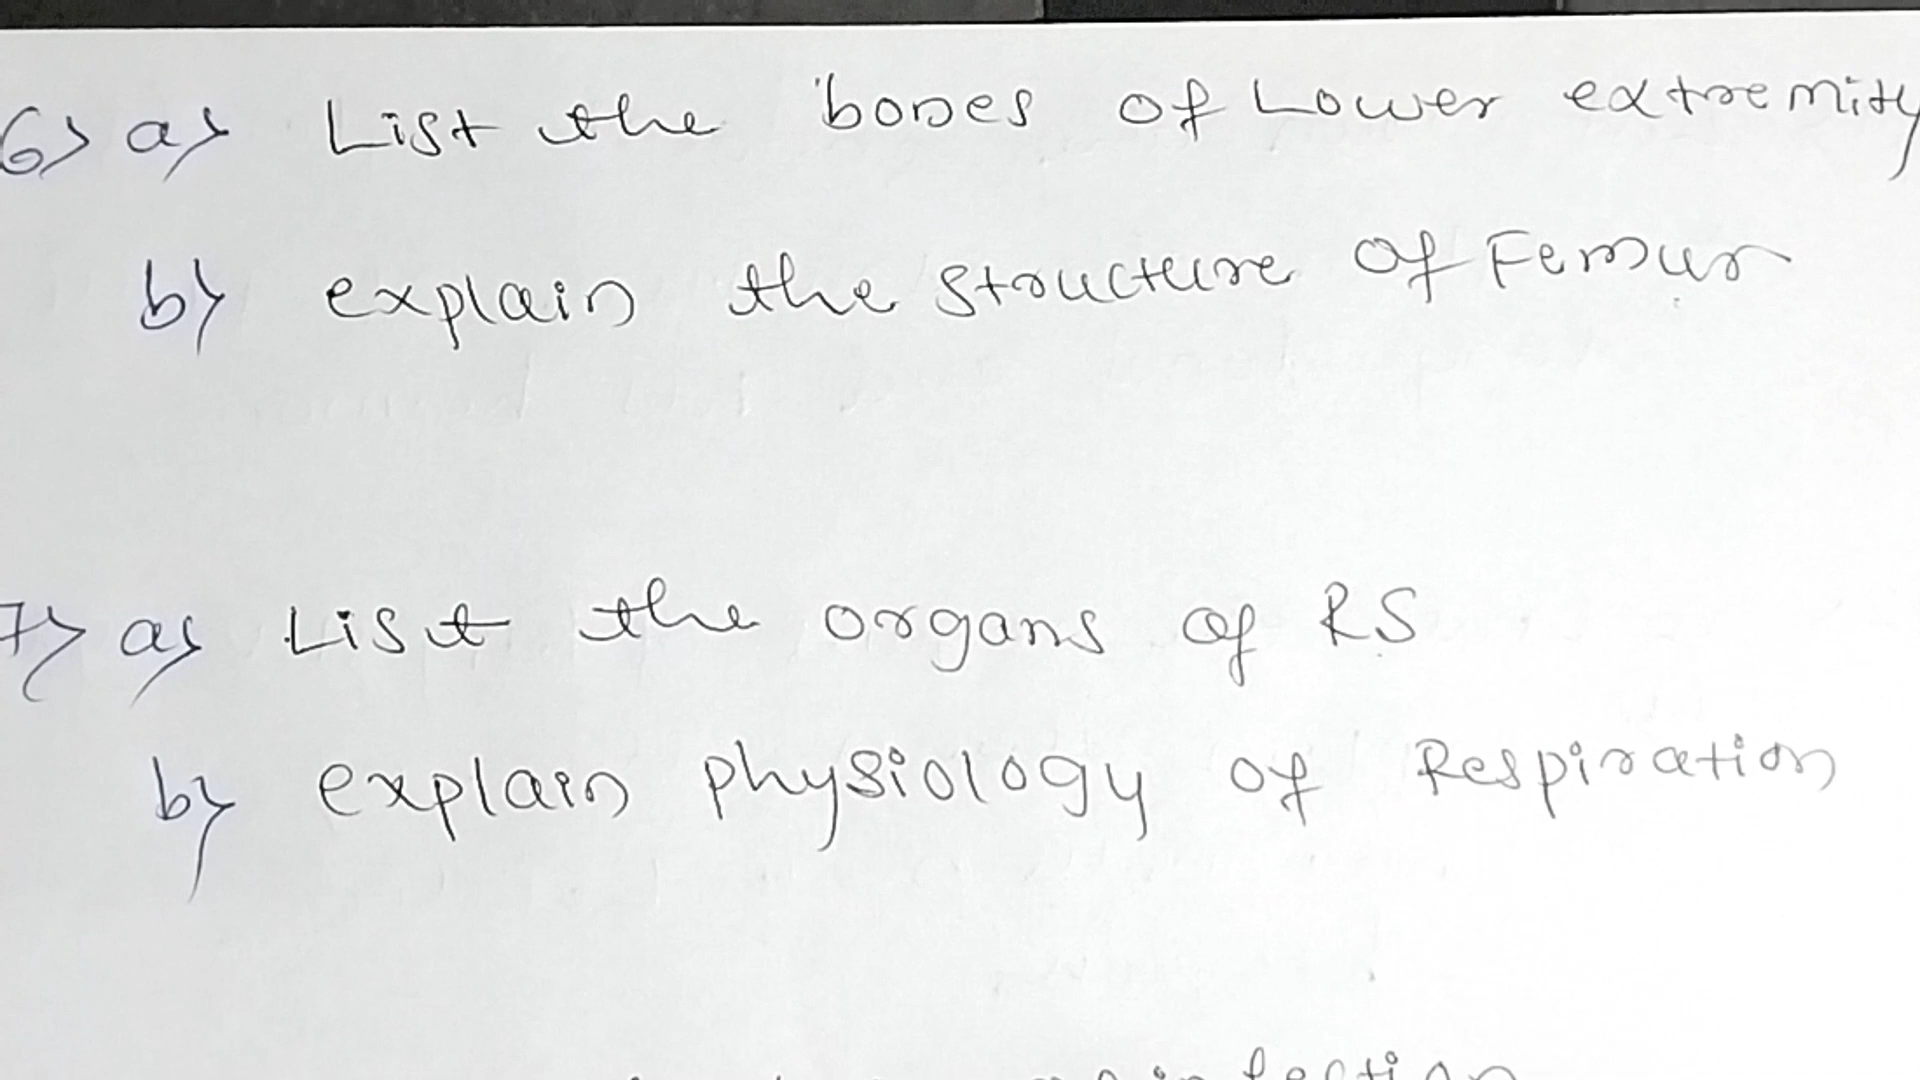 6) a) List the bones of Lower extremity
b) explain the structure of Femur
7) a) List the organs of RS
b) explain physiology of Respiration